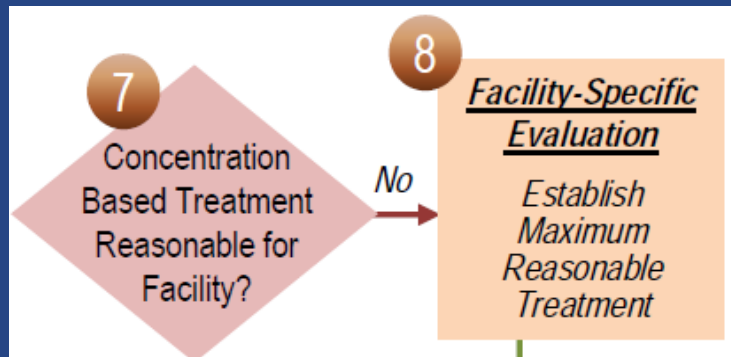 7
Concentration
Based Treatment
Reasonable for
Facility?
No
8
Facility-Specific
Evaluation
Establish
Maximum
Reasonable
Treatment